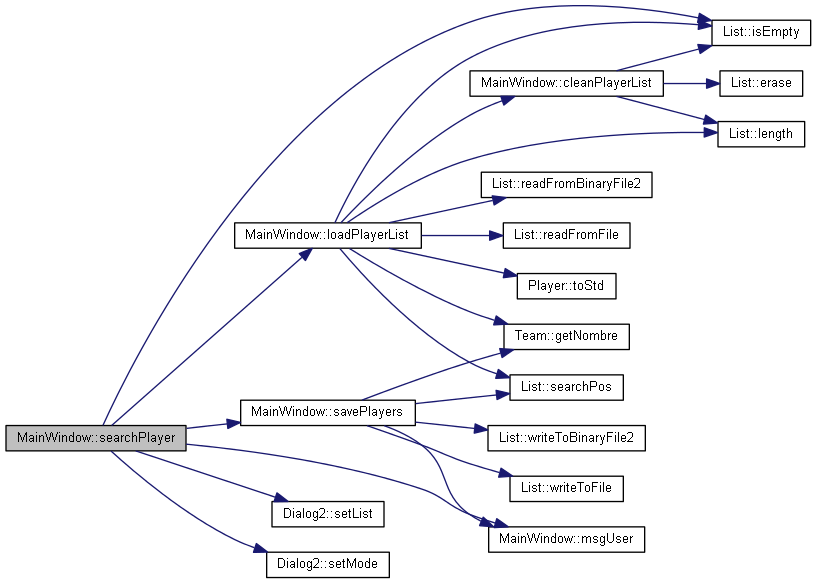 List::isEmpty
MainWindow::cleanPlayerList
List::erase
List::length
List::readFromBinaryFile2
MainWindow::loadPlayerList
List::readFromFile
Player::toStd
Team::getNombre
List::searchPos
MainWindow::savePlayers
MainWindow::searchPlayer
List::writeToBinaryFile2
List::writeToFile
Dialog2::setList
MainWindow::msgUser
Dialog2::setMode